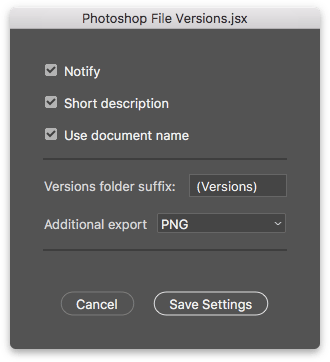 Photoshop File Versions.jsx
Notify
Short description
Use document name
Versions folder suffix: (Versions)
Additional export PNG
Cancel Save Settings